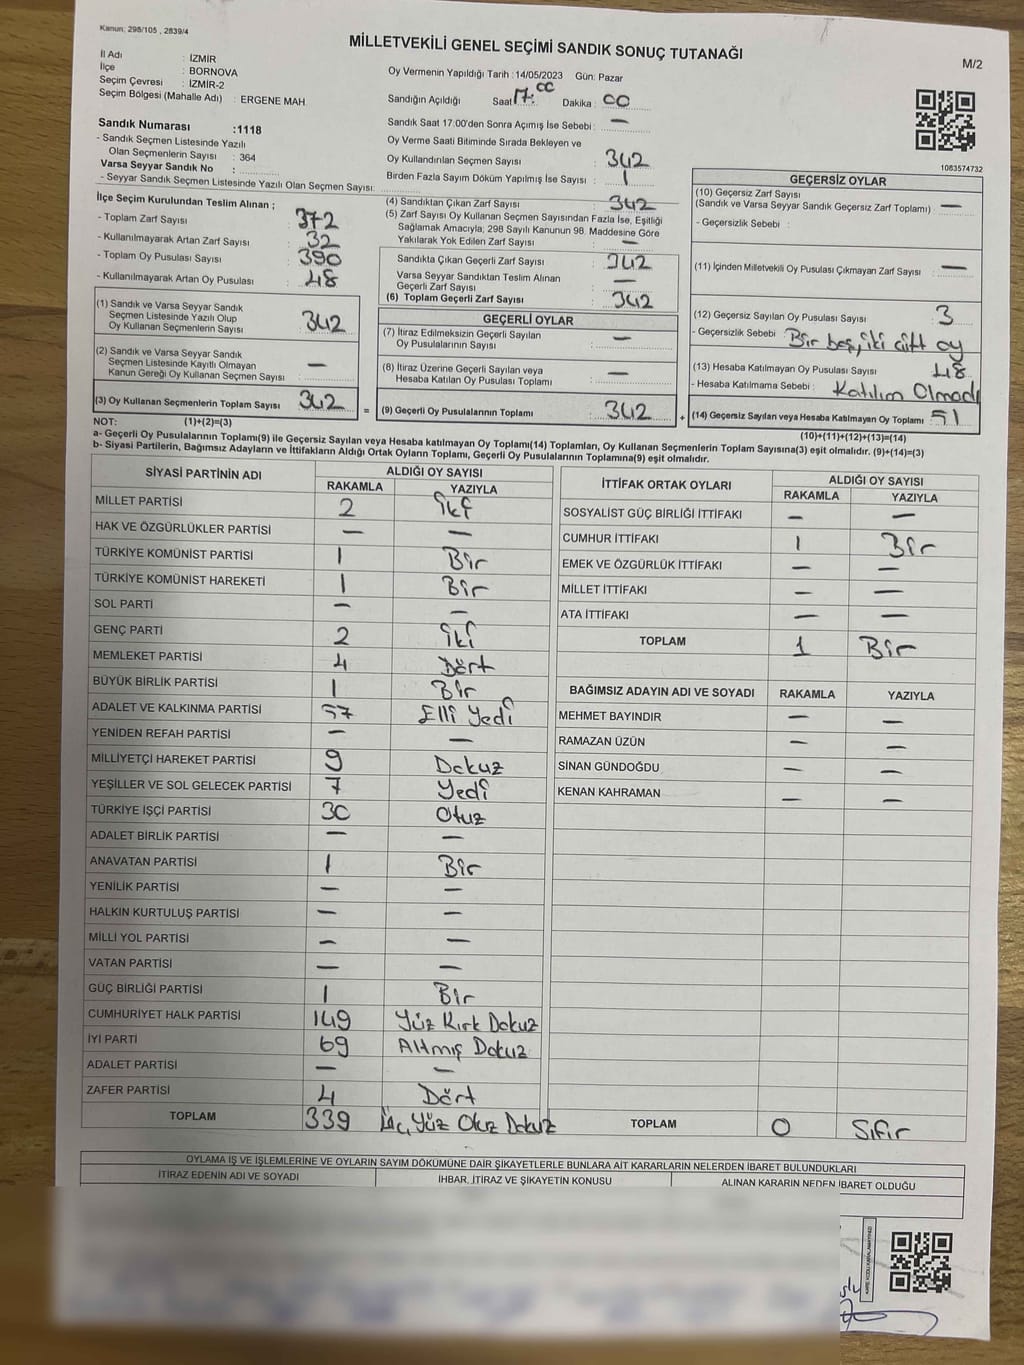 Kanun: 298/105 , 2839/4
MİLLETVEKİLİ GENEL SEÇİMİ SANDIK SONUÇ TUTANAĞI
M/2
İl Adı : İZMİR
İlçe : BORNOVA
Seçim Çevresi : İZMİR-2
Seçim Bölgesi (Mahalle Adı) : ERGENE MAH.
Sandık Numarası :1118
- Sandık Seçmen Listesinde Yazılı
Olan Seçmenlerin Sayısı : 364
Varsa Seyyar Sandık No :
- Seyyar Sandık Seçmen Listesinde Yazılı Olan Seçmen Sayısı:
Oy Vermenin Yapıldığı Tarih : 14/05/2023 Gün: Pazar
Sandığın Açıldığı Saat 17:00 Dakika : 00
Sandık Saat 17:00'den Sonra Açımış İse Sebebi : —
Oy Verme Saati Bitiminde Sırada Bekleyen ve
Oy Kullandırılan Seçmen Sayısı : 342
Birden Fazla Sayım Döküm Yapılmış İse Sayısı : 1
1083574732
İlçe Seçim Kurulundan Teslim Alınan ;
- Toplam Zarf Sayısı : 372
- Kullanılmayarak Artan Zarf Sayısı : 32
- Toplam Oy Pusulası Sayısı : 390
- Kullanılmayarak Artan Oy Pusulası : 48
(1) Sandık ve Varsa Seyyar Sandık
Seçmen Listesinde Yazılı Olup
Oy Kullanan Seçmenlerin Sayısı : 342
(2) Sandık ve Varsa Seyyar Sandık
Seçmen Listesinde Kayıtlı Olmayan
Kanun Gereği Oy Kullanan Seçmen Sayısı : —
(3) Oy Kullanan Seçmenlerin Toplam Sayısı : 342
(4) Sandıktan Çıkan Zarf Sayısı : 342
(5) Zarf Sayısı Oy Kullanan Seçmen Sayısından Fazla İse, Eşitliği
Sağlamak Amacıyla; 298 Sayılı Kanunun 98. Maddesine Göre
Yakılarak Yok Edilen Zarf Sayısı : —
Sandıkta Çıkan Geçerli Zarf Sayısı : 342
Varsa Seyyar Sandıktan Teslim Alınan
Geçerli Zarf Sayısı : —
(6) Toplam Geçerli Zarf Sayısı : 342
GEÇERLİ OYLAR
(7) İtiraz Edilmeksizin Geçerli Sayılan
Oy Pusulalarının Sayısı : —
(8) İtiraz Üzerine Geçerli Sayılan veya
Hesaba Katılan Oy Pusulası Toplamı : —
= (9) Geçerli Oy Pusulalarının Toplamı : 342
GEÇERSİZ OYLAR
(10) Geçersiz Zarf Sayısı
(Sandık ve Varsa Seyyar Sandık Geçersiz Zarf Toplamı) : —
- Geçersizlik Sebebi :
(11) İçinden Milletvekili Oy Pusulası Çıkmayan Zarf Sayısı : —
(12) Geçersiz Sayılan Oy Pusulası Sayısı : 3
- Geçersizlik Sebebi : Bir boş, iki çift oy
(13) Hesaba Katılmayan Oy Pusulası Sayısı : 48
- Hesaba Katılmama Sebebi : Katılım Olmadı
+ (14) Geçersiz Sayılan veya Hesaba Katılmayan Oy Toplamı : 51
NOT: (1)+(2)=(3)
(10)+(11)+(12)+(13)=(14)
a- Geçerli Oy Pusulalarının Toplamı(9) ile Geçersiz Sayılan veya Hesaba katılmayan Oy Toplamı(14) Toplamları, Oy Kullanan Seçmenlerin Toplam Sayısına(3) eşit olmalıdır. (9)+(14)=(3)
b- Siyasi Partilerin, Bağımsız Adayların ve İttifakların Aldığı Ortak Oyların Toplamı, Geçerli Oy Pusulalarının Toplamına(9) eşit olmalıdır.
SİYASİ PARTİNİN ADI ALDIĞI OY SAYISI
RAKAMLA YAZIYLA
MİLLET PARTİSİ 2 İki
HAK VE ÖZGÜRLÜKLER PARTİSİ — —
TÜRKİYE KOMÜNİST PARTİSİ 1 Bir
TÜRKİYE KOMÜNİST HAREKETİ 1 Bir
SOL PARTİ — —
GENÇ PARTİ 2 İki
MEMLEKET PARTİSİ 4 Dört
BÜYÜK BİRLİK PARTİSİ 1 Bir
ADALET VE KALKINMA PARTİSİ 57 Elli Yedi
YENİDEN REFAH PARTİSİ — —
MİLLİYETÇİ HAREKET PARTİSİ 9 Dokuz
YEŞİLLER VE SOL GELECEK PARTİSİ 7 Yedi
TÜRKİYE İŞÇİ PARTİSİ 30 Otuz
ADALET BİRLİK PARTİSİ — —
ANAVATAN PARTİSİ 1 Bir
YENİLİK PARTİSİ — —
HALKIN KURTULUŞ PARTİSİ — —
MİLLİ YOL PARTİSİ — —
VATAN PARTİSİ — —
GÜÇ BİRLİĞİ PARTİSİ 1 Bir
CUMHURİYET HALK PARTİSİ 149 Yüz Kırk Dokuz
İYİ PARTİ 69 Altmış Dokuz
ADALET PARTİSİ — —
ZAFER PARTİSİ 4 Dört
TOPLAM 339 Üç Yüz Otuz Dokuz
İTTİFAK ORTAK OYLARI ALDIĞI OY SAYISI
RAKAMLA YAZIYLA
SOSYALİST GÜÇ BİRLİĞİ İTTİFAKI — —
CUMHUR İTTİFAKI 1 Bir
EMEK VE ÖZGÜRLÜK İTTİFAKI — —
MİLLET İTTİFAKI — —
ATA İTTİFAKI — —
TOPLAM 1 Bir
BAĞIMSIZ ADAYIN ADI VE SOYADI RAKAMLA YAZIYLA
MEHMET BAYINDIR — —
RAMAZAN ÜZÜN — —
SİNAN GÜNDOĞDU — —
KENAN KAHRAMAN — —
TOPLAM 0 Sıfır
OYLAMA İŞ VE İŞLEMLERİNE VE OYLARIN SAYIM DÖKÜMÜNE DAİR ŞİKAYETLERLE BUNLARA AİT KARARLARIN NELERDEN İBARET BULUNDUKLARI
İTİRAZ EDENİN ADI VE SOYADI İHBAR, İTİRAZ VE ŞİKAYETİN KONUSU ALINAN KARARIN NEDEN İBARET OLDUĞU